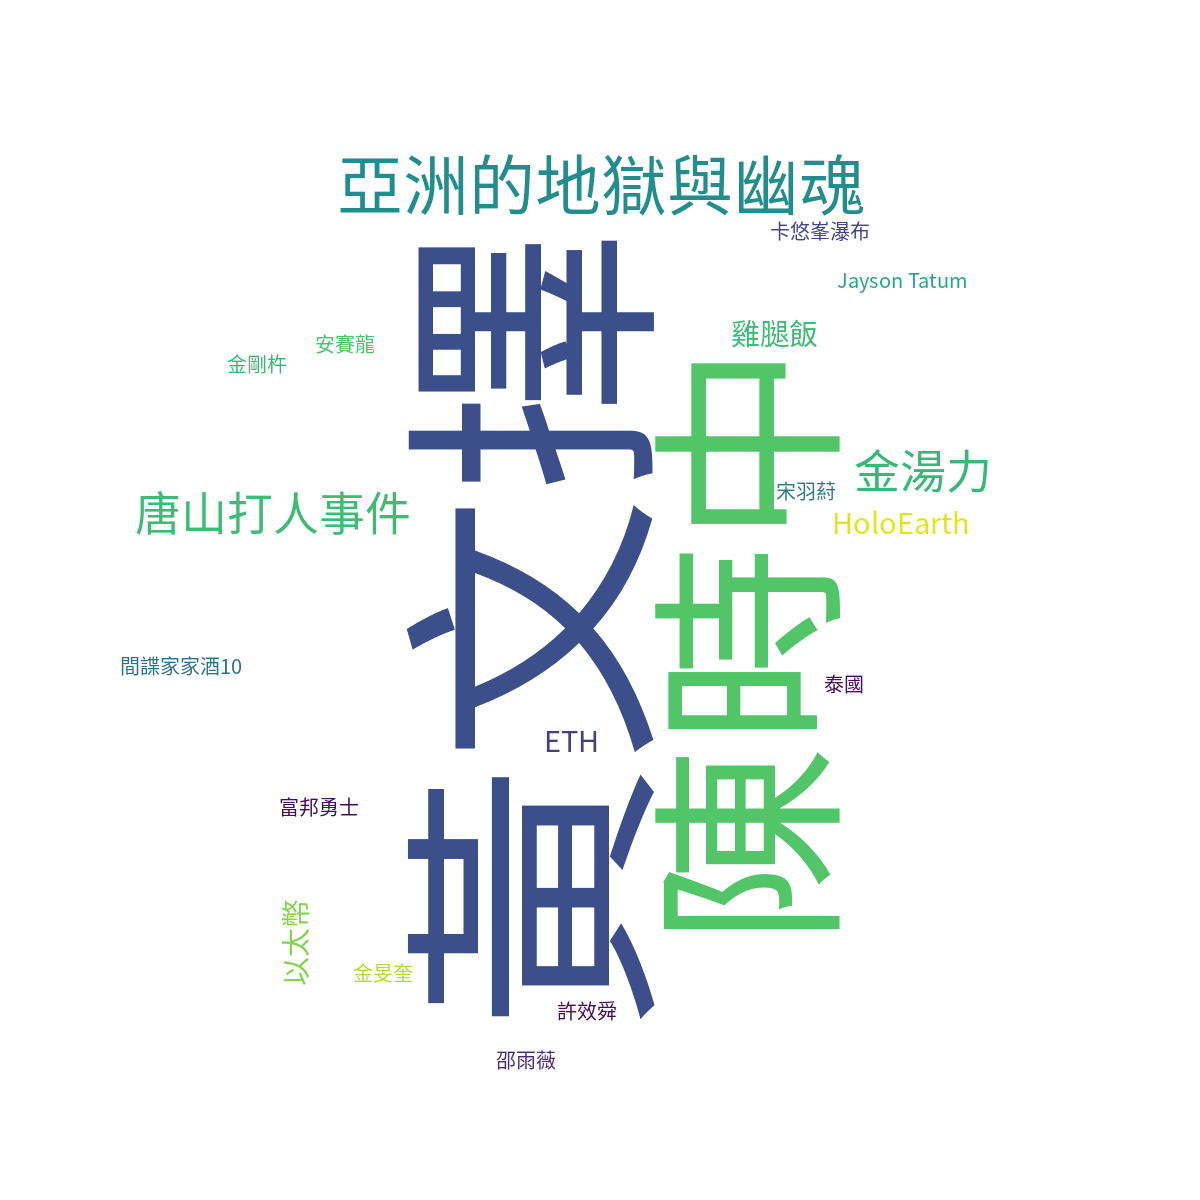 亞洲的地獄與幽魂
卡悠峯瀑布
Jayson Tatum
雞腿飯
安賽龍
金剛杵
黃文擇
陳時中
金湯力
宋羽葤
唐山打人事件
HoloEarth
間諜家家酒10
泰國
ETH
富邦勇士
以太幣
金旻奎
許效舜
邵雨薇